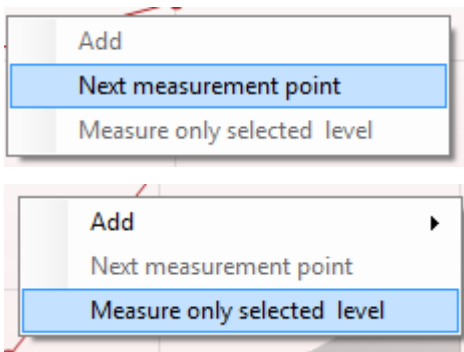 Add
Next measurement point
Measure only selected  level
Add
Next measurement point
Measure only selected  level